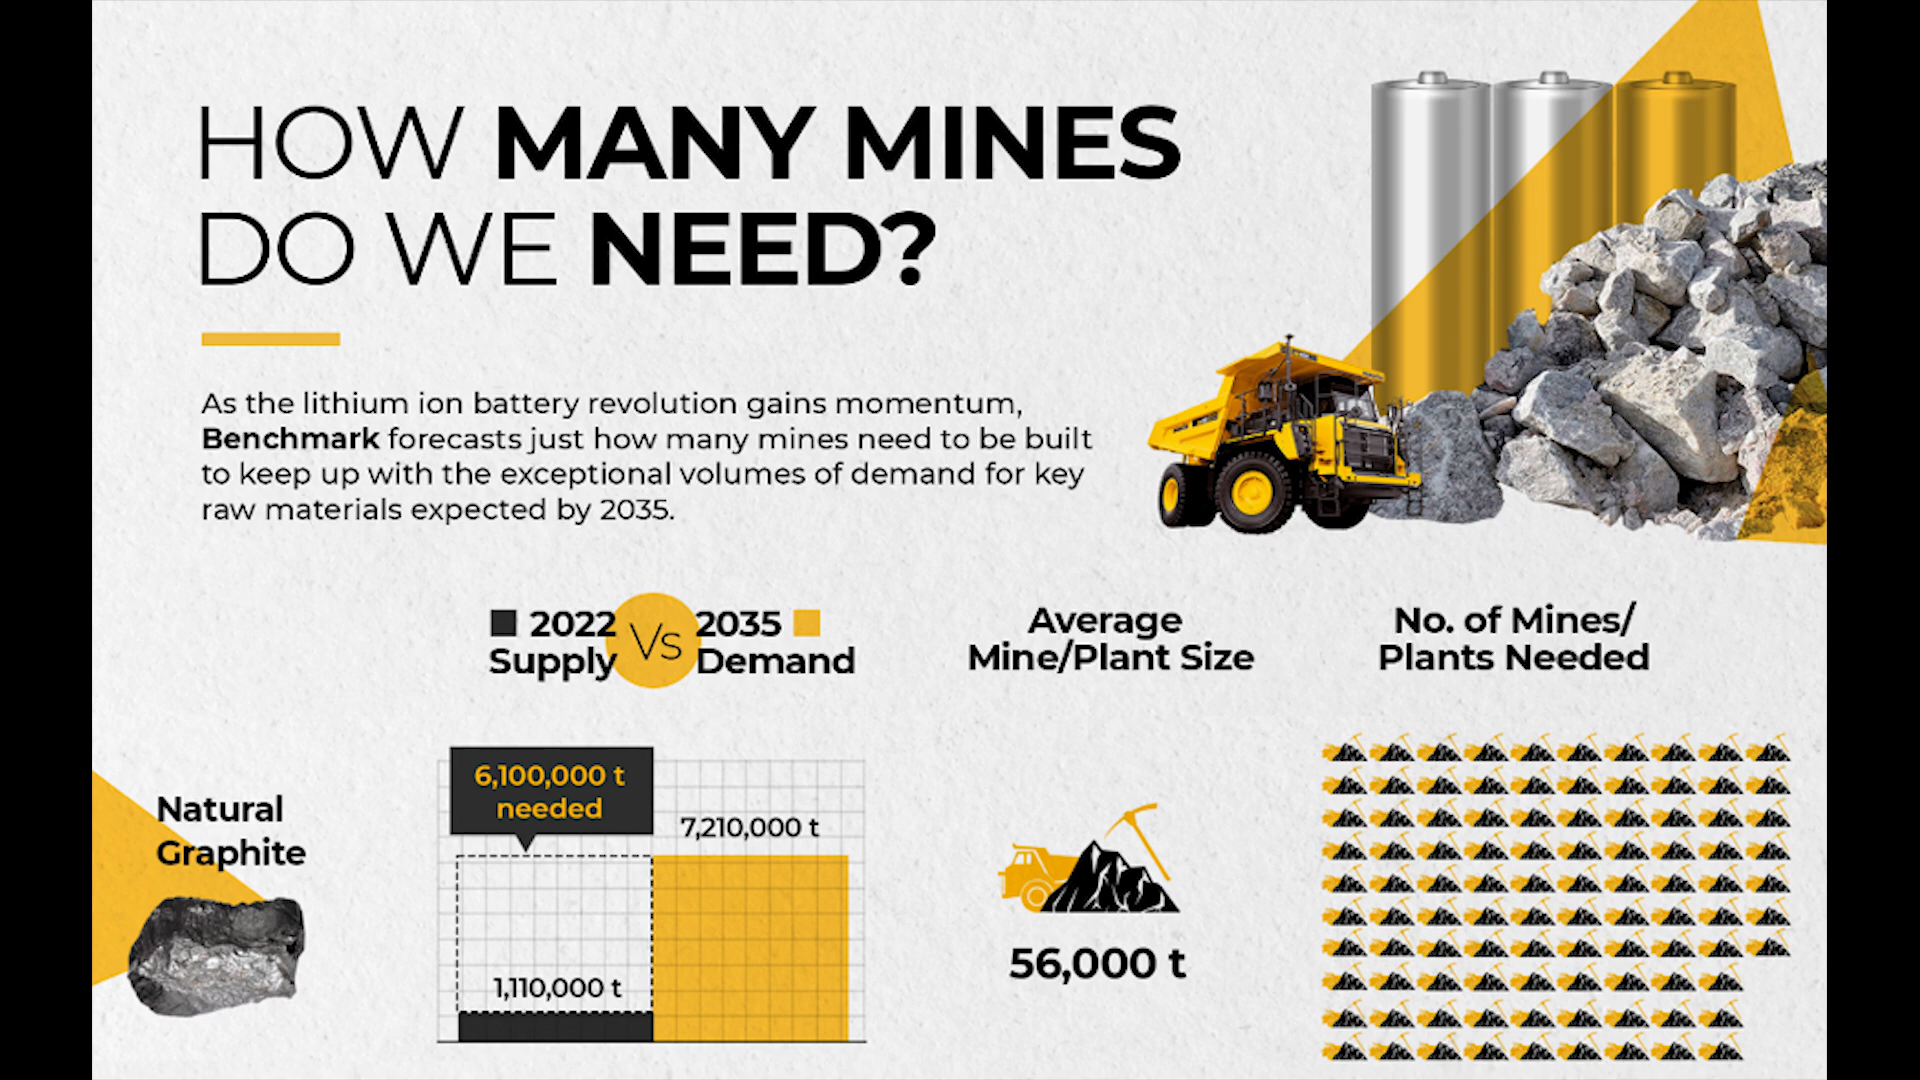 HOW MANY MINES
DO WE NEED?
As the lithium ion battery revolution gains momentum,
Benchmark forecasts just how many mines need to be built
to keep up with the exceptional volumes of demand for key
raw materials expected by 2035.
2022 Supply
Vs
2035 Demand
Average
Mine/Plant Size
No. of Mines/
Plants Needed
Natural
Graphite
6,100,000 t
needed
7,210,000 t
1,110,000 t
56,000 t